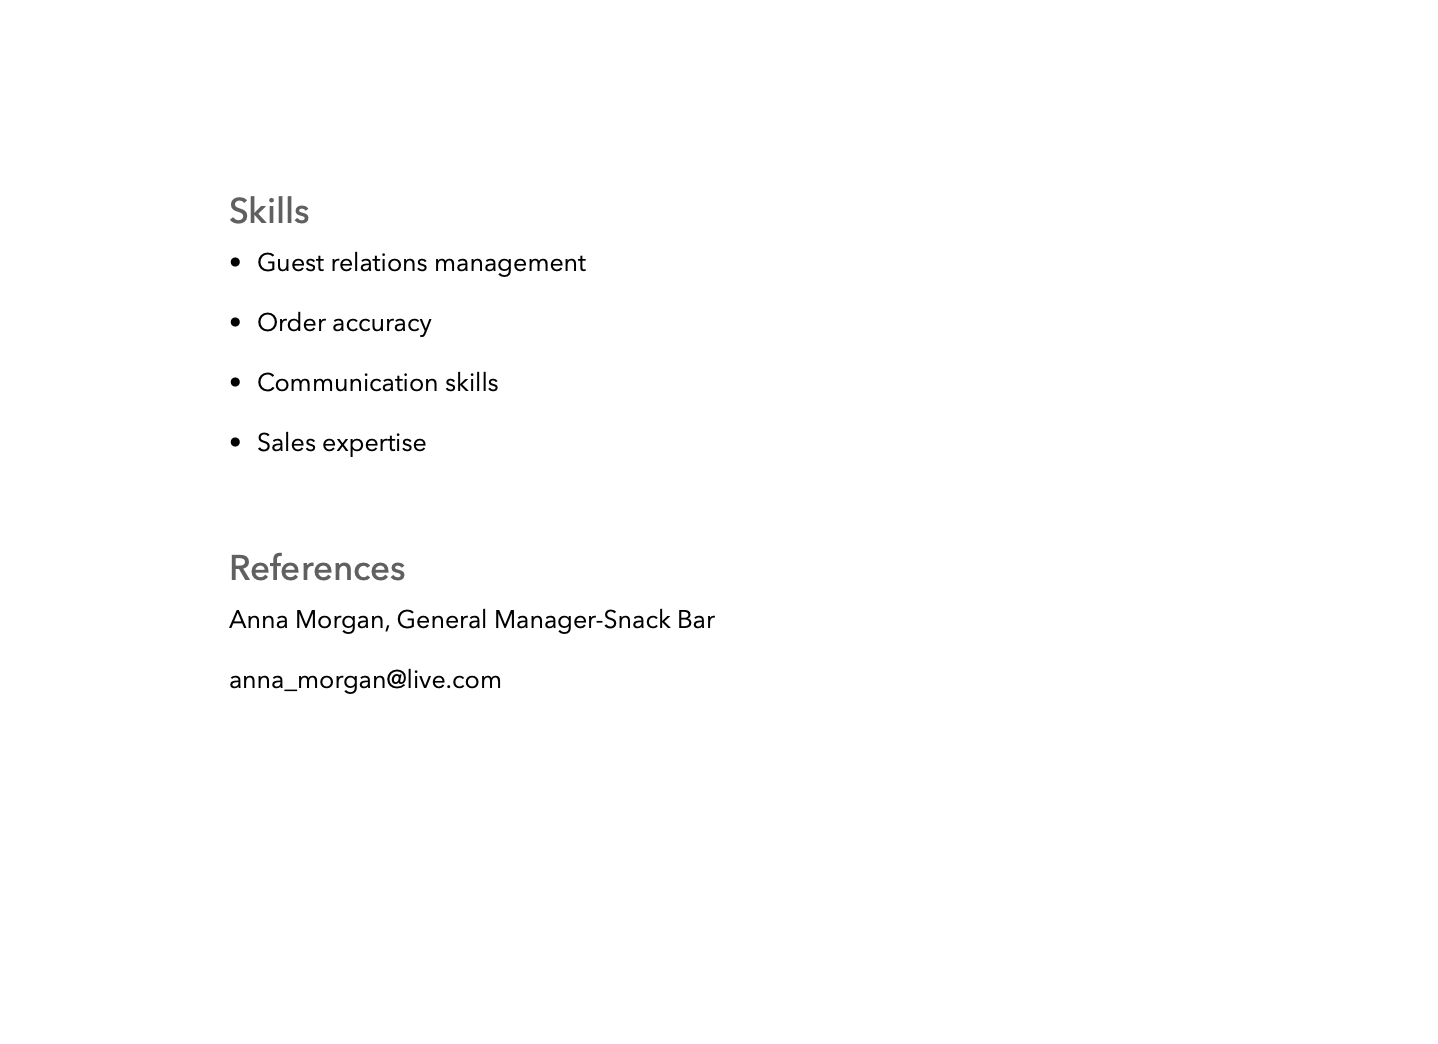 Skills
• Guest relations management
• Order accuracy
• Communication skills
• Sales expertise
References
Anna Morgan, General Manager-Snack Bar
anna_morgan@live.com